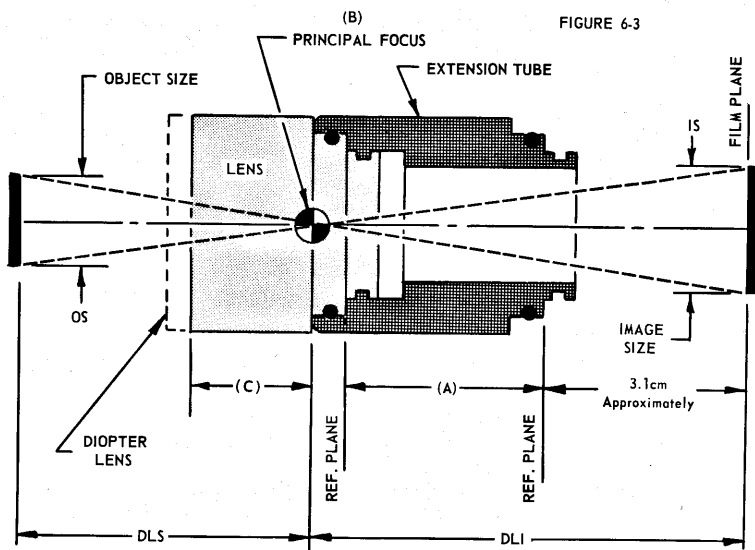 (B)
FIGURE 6-3
PRINCIPAL FOCUS
OBJECT SIZE
EXTENSION TUBE
FILM PLANE
IS
LENS
OS
IMAGE
SIZE
(C)
(A)
3.1cm
Approximately
DIOPTER
LENS
REF. PLANE
REF. PLANE
DLS
DLI